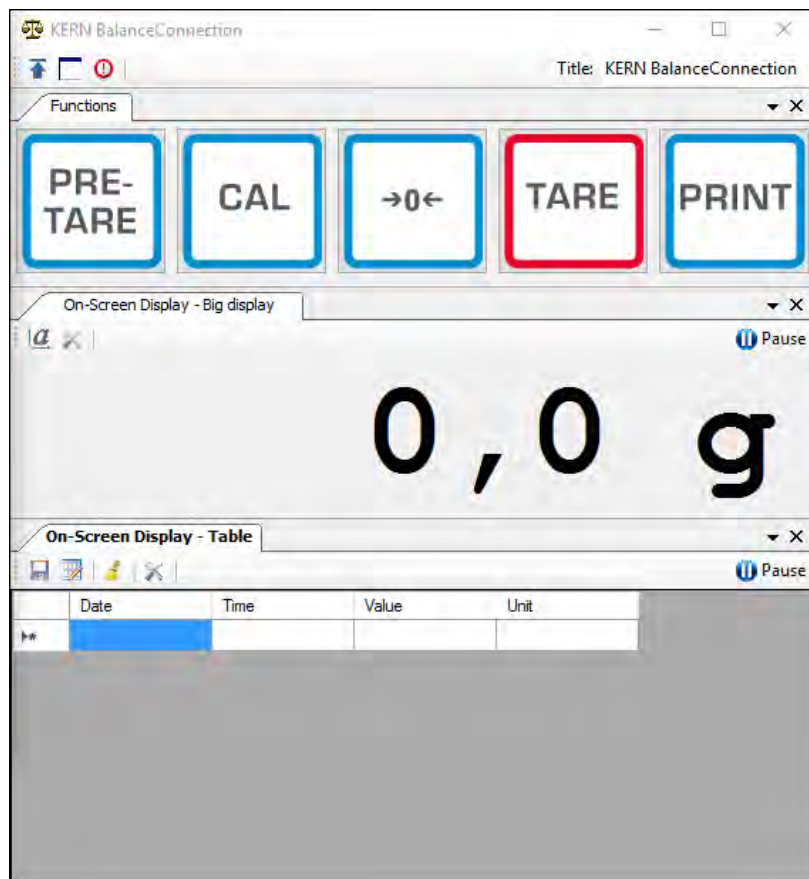 KERN BalanceConnection
Title: KERN BalanceConnection
Functions
PRE-
TARE
CAL
→0←
TARE
PRINT
On-Screen Display - Big display
a
Pause
0,0 g
On-Screen Display - Table
Pause
Date Time Value Unit